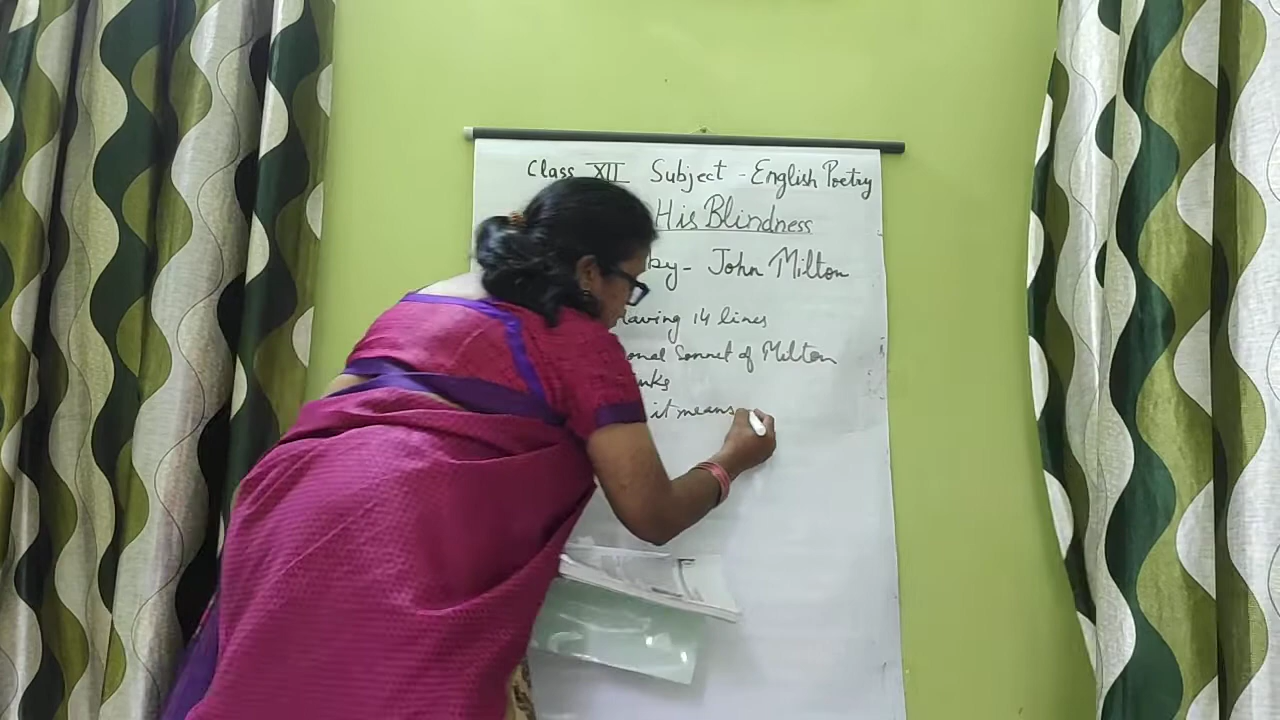 Class XII Subject - English Poetry
His Blindness
by - John Milton
having 14 lines
onal Sonnet of Milton
inks
it means